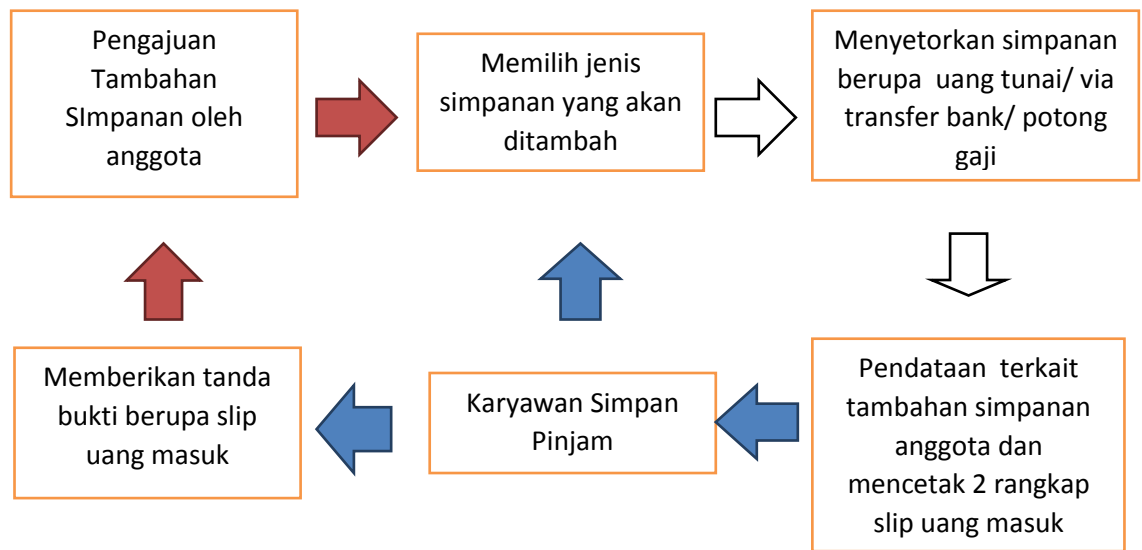 Pengajuan
Tambahan
SImpanan oleh
anggota
Memilih jenis
simpanan yang akan
ditambah
Menyetorkan simpanan
berupa uang tunai/ via
transfer bank/ potong
gaji
Memberikan tanda
bukti berupa slip
uang masuk
Karyawan Simpan
Pinjam
Pendataan terkait
tambahan simpanan
anggota dan
mencetak 2 rangkap
slip uang masuk